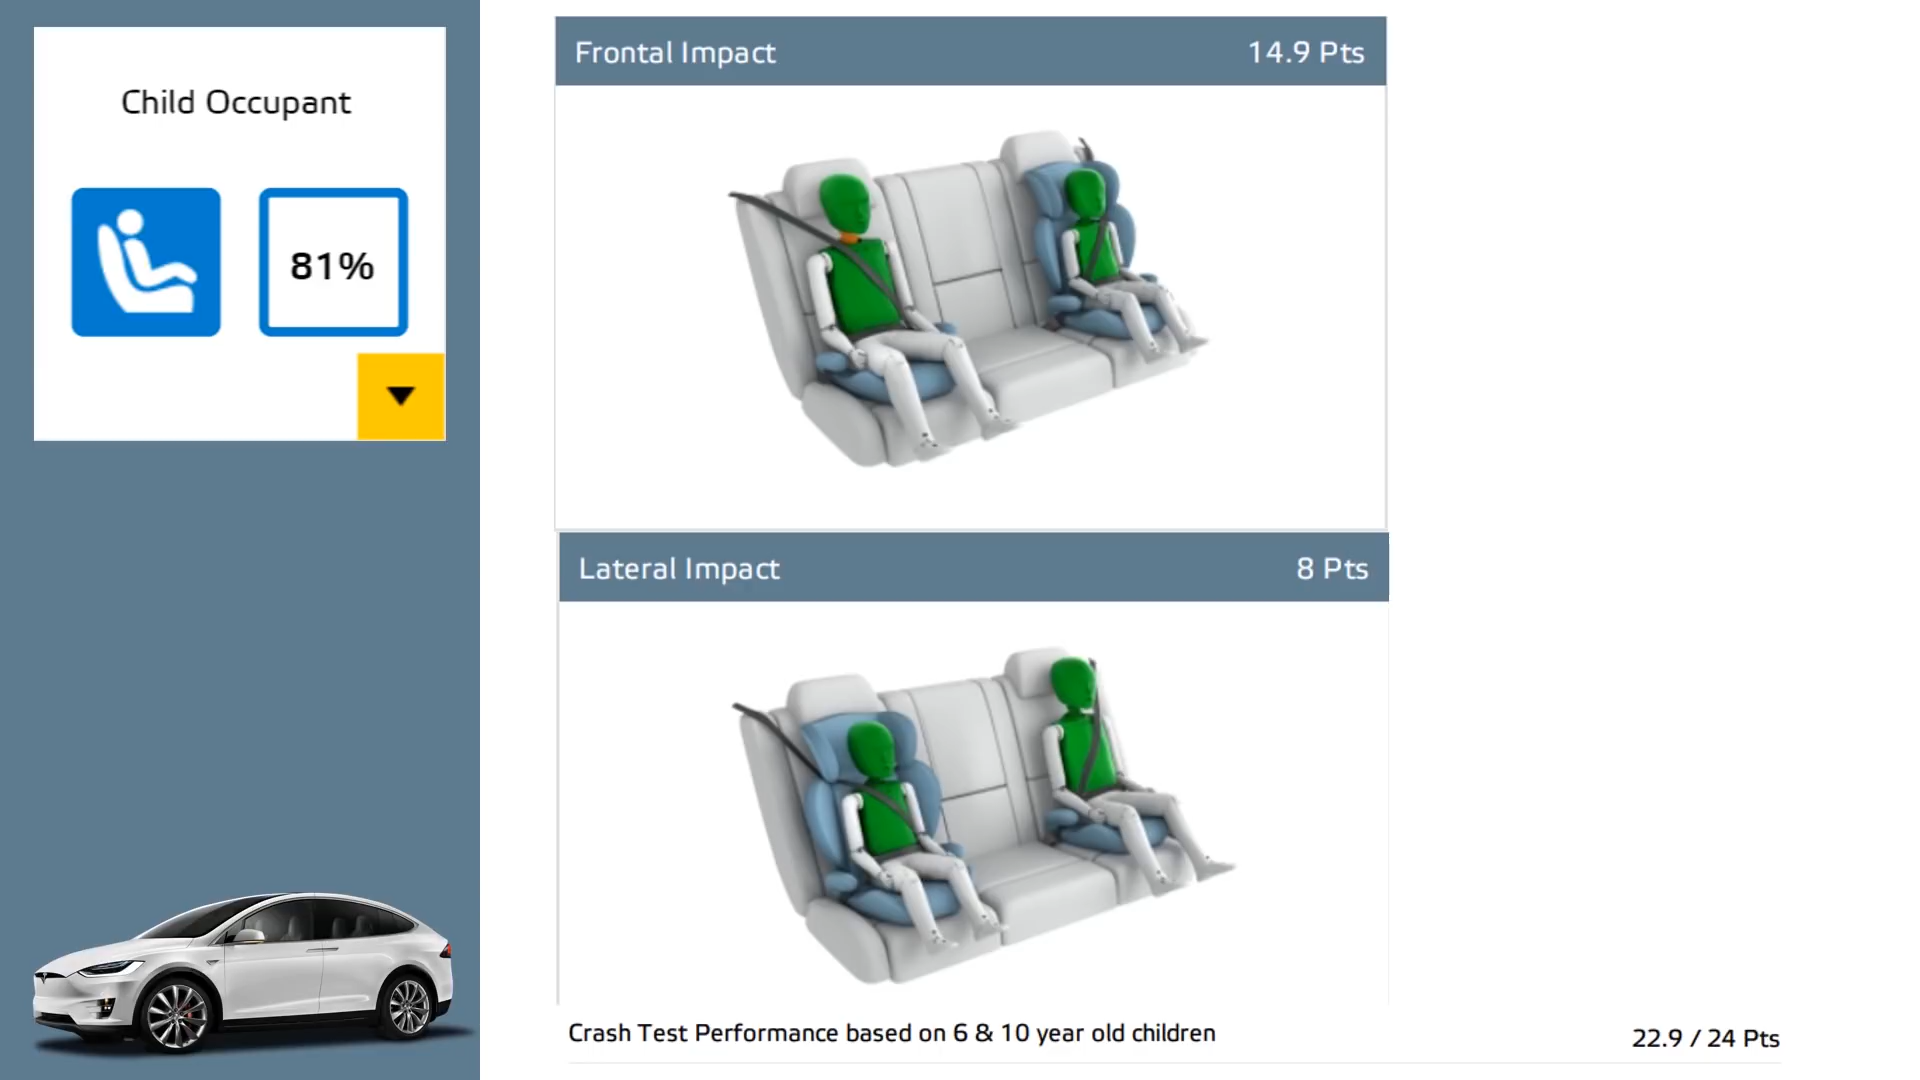 Child Occupant
81%
Frontal Impact 14.9 Pts
Lateral Impact 8 Pts
Crash Test Performance based on 6 & 10 year old children 22.9 / 24 Pts